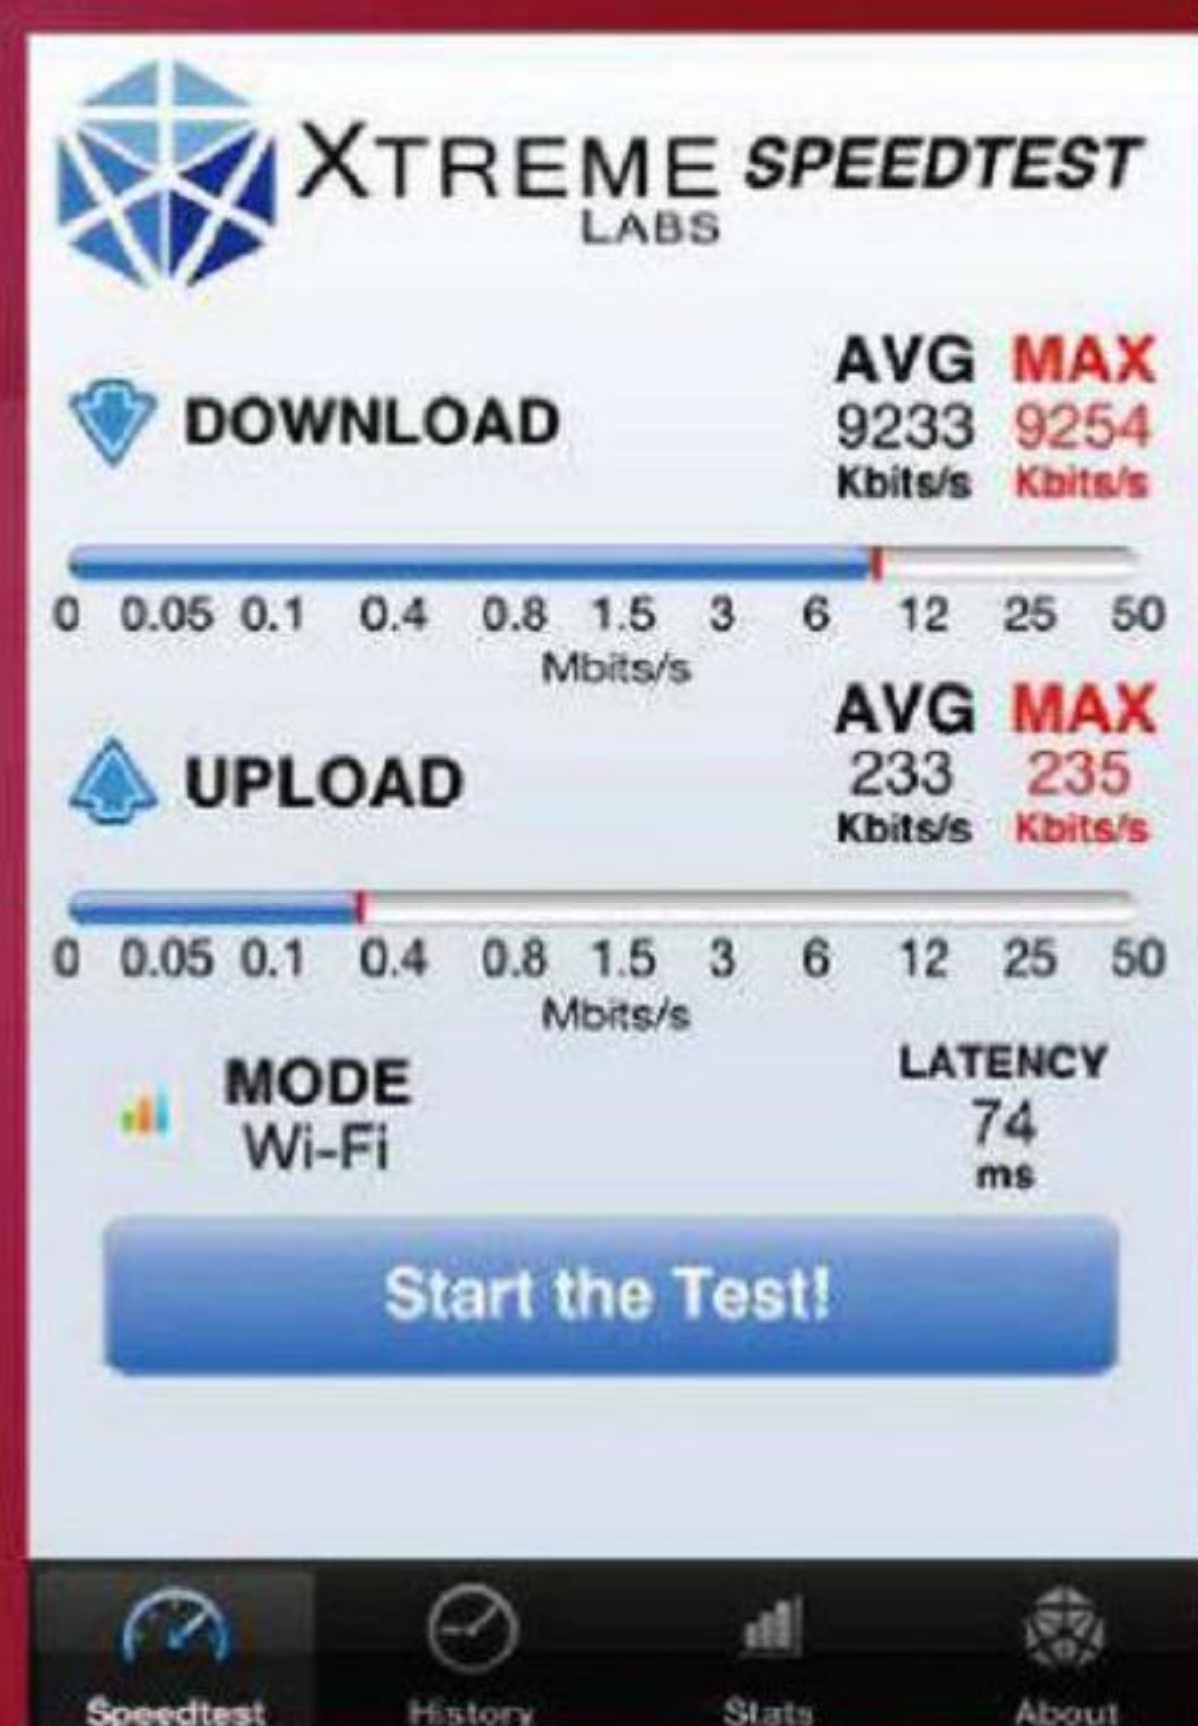 XTREME SPEEDTEST
LABS
AVG MAX
DOWNLOAD 9233 9254
Kbits/s Kbits/s
0 0.05 0.1 0.4 0.8 1.5 3 6 12 25 50
Mbits/s
AVG MAX
UPLOAD 233 235
Kbits/s Kbits/s
0 0.05 0.1 0.4 0.8 1.5 3 6 12 25 50
Mbits/s
MODE LATENCY
Wi-Fi 74
ms
Start the Test!
Speedtest History Stats About